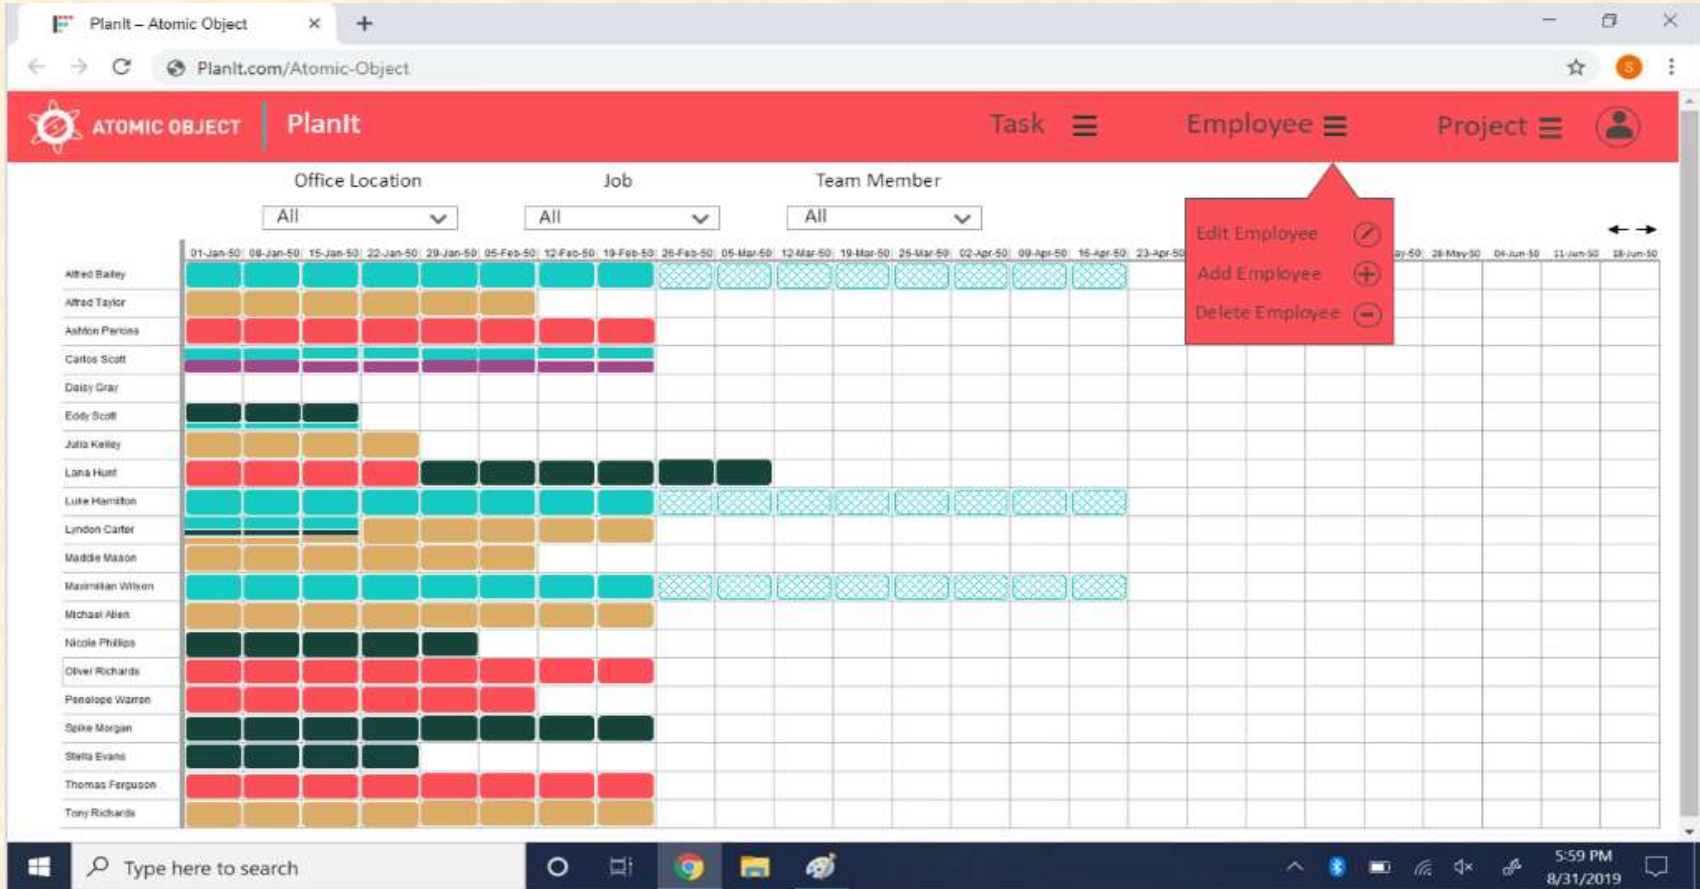 PlanIt – Atomic Object
PlanIt.com/Atomic-Object
S
ATOMIC OBJECT
PlanIt
Task
Employee
Project
Office Location
Job
Team Member
All
All
All
Edit Employee
Add Employee
Delete Employee
01-Jan-50 08-Jan-50 15-Jan-50 22-Jan-50 29-Jan-50 05-Feb-50 12-Feb-50 19-Feb-50 26-Feb-50 05-Mar-50 12-Mar-50 19-Mar-50 26-Mar-50 02-Apr-50 09-Apr-50 16-Apr-50 23-Apr-50 ay-50 28-May-50 04-Jun-50 11-Jun-50 18-Jun-50
Alfred Bailey
Alfred Taylor
Ashton Perkins
Carlos Scott
Daisy Gray
Eddy Scott
Julia Kelley
Lana Hunt
Luke Hamilton
Lyndon Carter
Maddie Mason
Maximilian Wilson
Michael Allen
Nicole Phillips
Oliver Richards
Penelope Warren
Spike Morgan
Stella Evans
Thomas Ferguson
Tony Richards
Type here to search
5:59 PM
8/31/2019